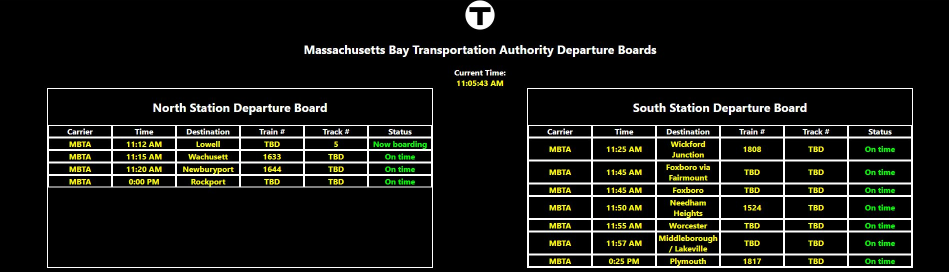 T
Massachusetts Bay Transportation Authority Departure Boards
Current Time:
11:05:43 AM
North Station Departure Board
Carrier Time Destination Train # Track # Status
MBTA 11:12 AM Lowell TBD 5 Now boarding
MBTA 11:15 AM Wachusett 1633 TBD On time
MBTA 11:20 AM Newburyport 1644 TBD On time
MBTA 0:00 PM Rockport TBD TBD On time
South Station Departure Board
Carrier Time Destination Train # Track # Status
MBTA 11:25 AM Wickford
Junction 1808 TBD On time
MBTA 11:45 AM Foxboro via
Fairmount TBD TBD On time
MBTA 11:45 AM Foxboro TBD TBD On time
MBTA 11:50 AM Needham
Heights 1524 TBD On time
MBTA 11:55 AM Worcester TBD TBD On time
MBTA 11:57 AM Middleborough
/ Lakeville TBD TBD On time
MBTA 0:25 PM Plymouth 1817 TBD On time